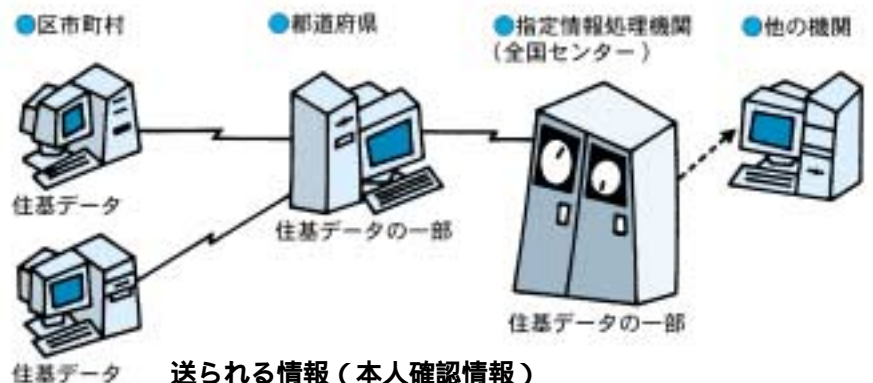 ●区市町村
●都道府県
●指定情報処理機関
(全国センター)
●他の機関
住基データ
住基データの一部
住基データの一部
住基データ
送られる情報(本人確認情報)